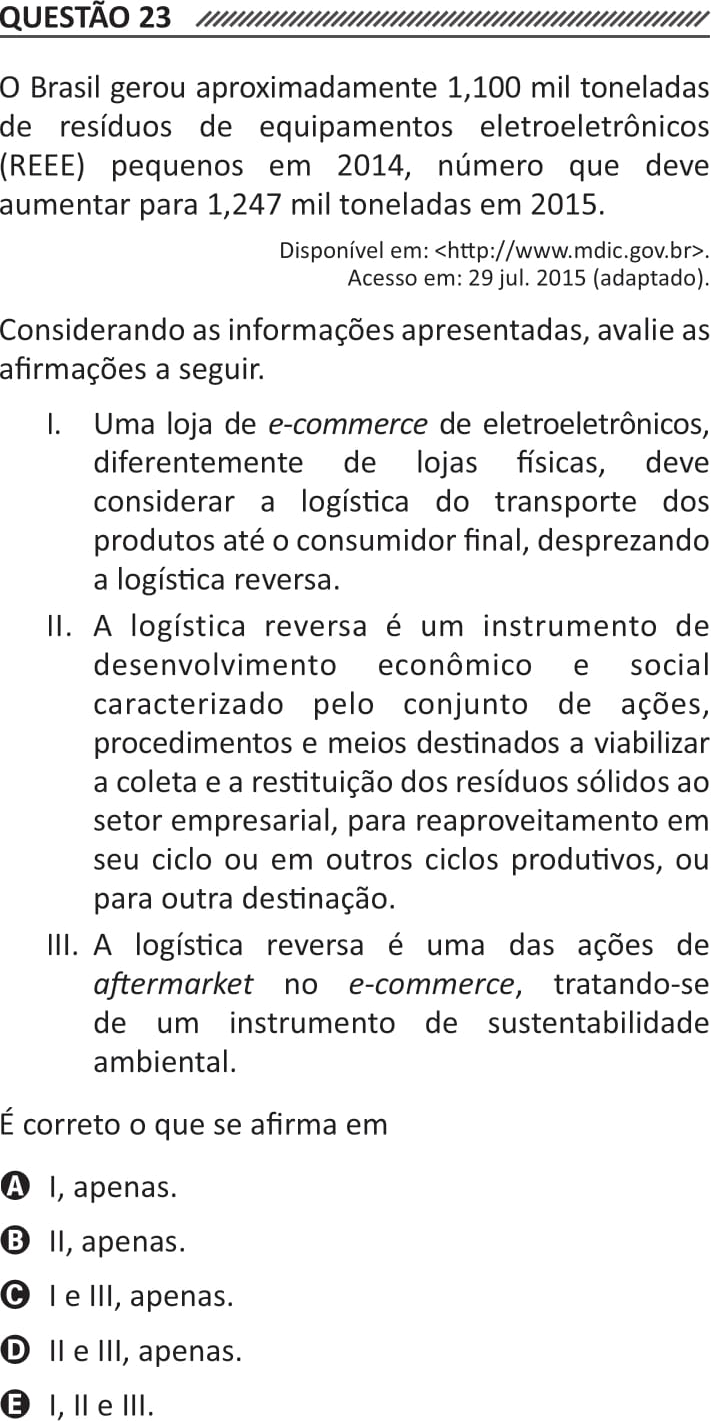 QUESTÃO 23
O Brasil gerou aproximadamente 1,100 mil toneladas
de resíduos de equipamentos eletroeletrônicos
(REEE) pequenos em 2014, número que deve
aumentar para 1,247 mil toneladas em 2015.
Disponível em: <http://www.mdic.gov.br>.
Acesso em: 29 jul. 2015 (adaptado).
Considerando as informações apresentadas, avalie as
afirmações a seguir.
I. Uma loja de e-commerce de eletroeletrônicos,
diferentemente de lojas físicas, deve
considerar a logística do transporte dos
produtos até o consumidor final, desprezando
a logística reversa.
II. A logística reversa é um instrumento de
desenvolvimento econômico e social
caracterizado pelo conjunto de ações,
procedimentos e meios destinados a viabilizar
a coleta e a restituição dos resíduos sólidos ao
setor empresarial, para reaproveitamento em
seu ciclo ou em outros ciclos produtivos, ou
para outra destinação.
III. A logística reversa é uma das ações de
aftermarket no e-commerce, tratando-se
de um instrumento de sustentabilidade
ambiental.
É correto o que se afirma em
A I, apenas.
B II, apenas.
C I e III, apenas.
D II e III, apenas.
E I, II e III.